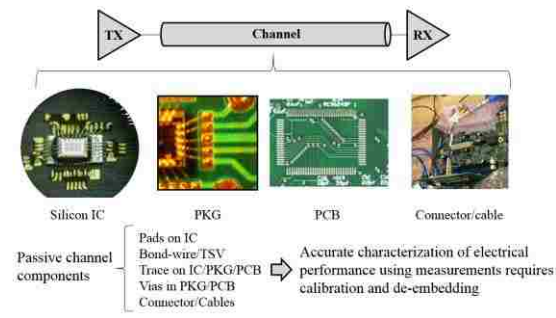 TX
Channel
RX
Silicon IC
PKG
PCB
Connector/cable
Passive channel
components
Pads on IC
Bond-wire/TSV
Trace on IC/PKG/PCB
Vias in PKG/PCB
Connector/Cables
Accurate characterization of electrical
performance using measurements requires
calibration and de-embedding